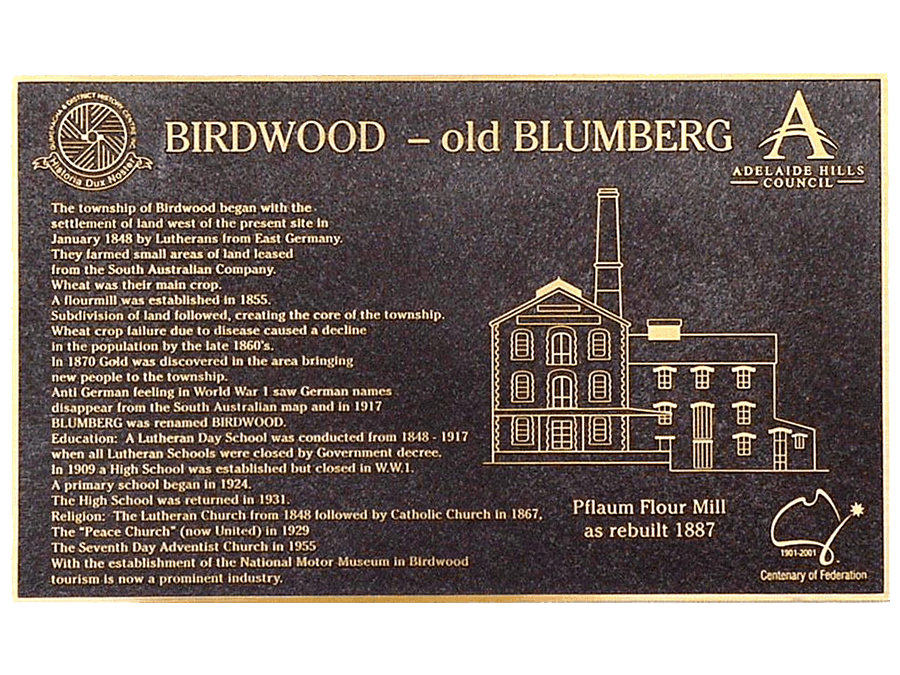 GUMERACHA & DISTRICT HISTORY CENTRE INC
Historia Dux Noster
BIRDWOOD – old BLUMBERG
A
ADELAIDE HILLS
COUNCIL
The township of Birdwood began with the
settlement of land west of the present site in
January 1848 by Lutherans from East Germany.
They farmed small areas of land leased
from the South Australian Company.
Wheat was their main crop.
A flourmill was established in 1855.
Subdivision of land followed, creating the core of the township.
Wheat crop failure due to disease caused a decline
in the population by the late 1860's.
In 1870 Gold was discovered in the area bringing
new people to the township.
Anti German feeling in World War 1 saw German names
disappear from the South Australian map and in 1917
BLUMBERG was renamed BIRDWOOD.
Education: A Lutheran Day School was conducted from 1848 - 1917
when all Lutheran Schools were closed by Government decree.
In 1909 a High School was established but closed in W.W.1.
A primary school began in 1924.
The High School was returned in 1931.
Religion: The Lutheran Church from 1848 followed by Catholic Church in 1867,
The "Peace Church" (now United) in 1929
The Seventh Day Adventist Church in 1955
With the establishment of the National Motor Museum in Birdwood
tourism is now a prominent industry.
Pflaum Flour Mill
as rebuilt 1887
1901-2001
Centenary of Federation